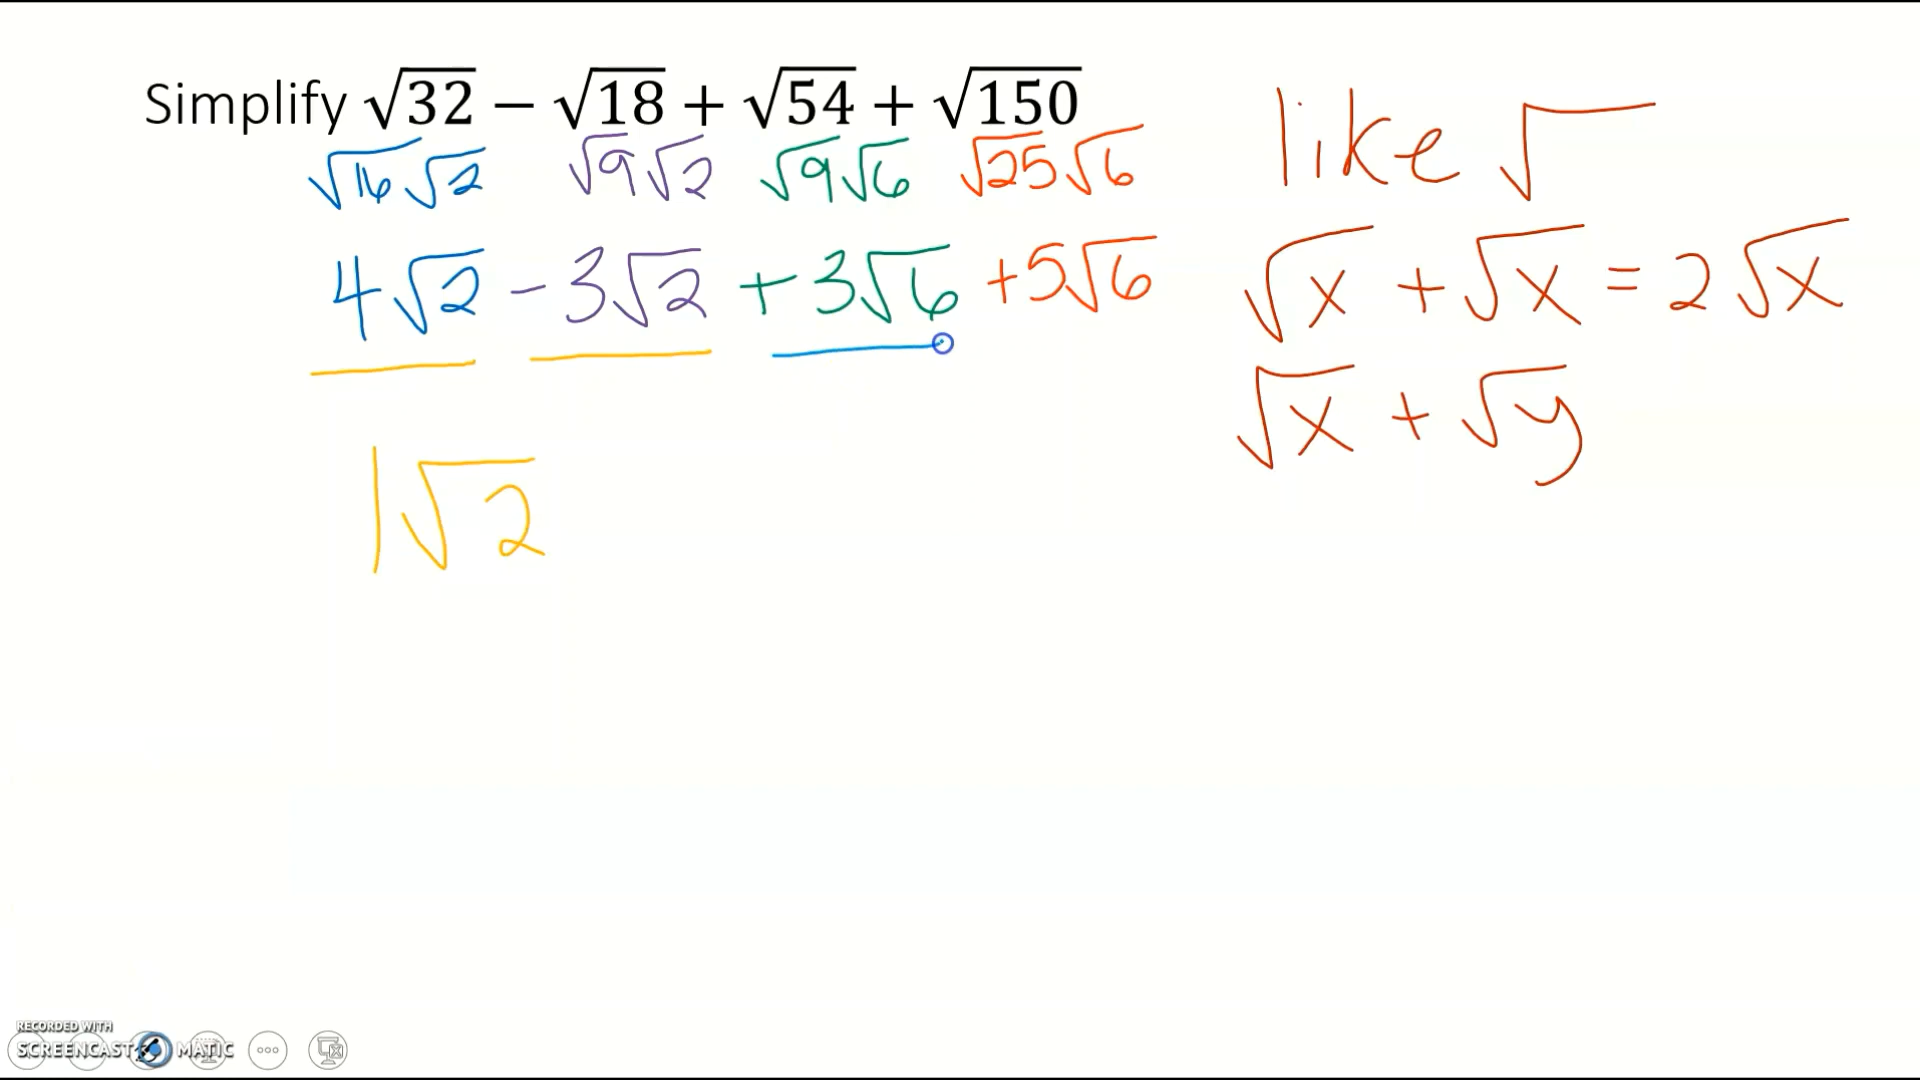 Simplify √32 − √18 + √54 + √150
√16 √2 √9 √2 √9 √6 √25 √6
4√2 − 3√2 + 3√6 + 5√6
1√2
like √
√x + √x = 2√x
√x + √y
RECORDED WITH
SCREENCAST MATIC